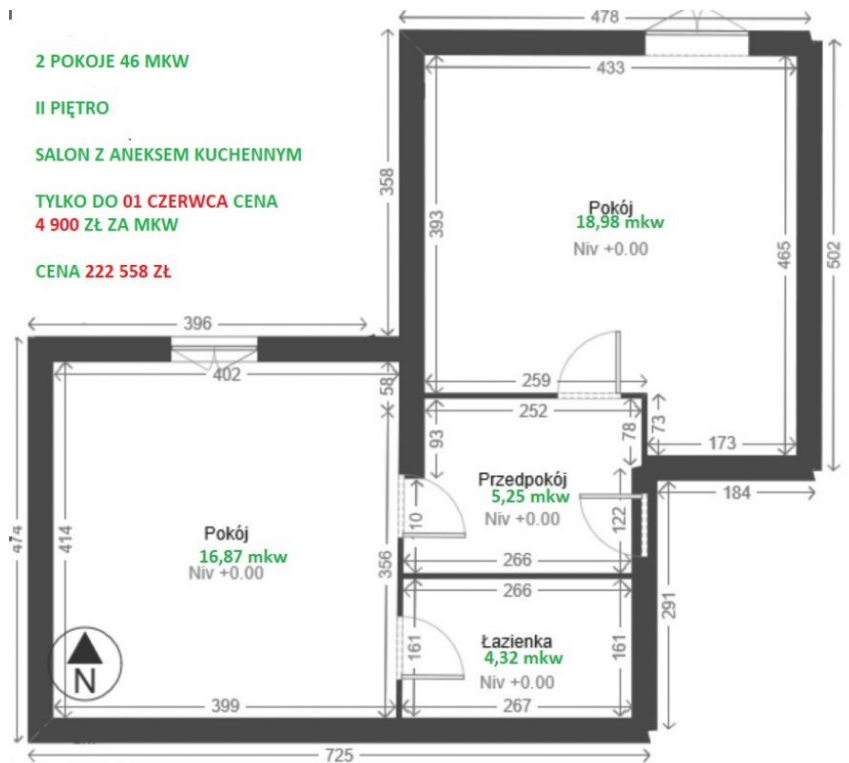 478
2 POKOJE 46 MKW
433
II PIĘTRO
SALON Z ANEKSEM KUCHENNYM
358
TYLKO DO 01 CZERWCA CENA
4 900 ZŁ ZA MKW
393
Pokój
18,98 mkw
Niv +0.00
465
502
CENA 222 558 ZŁ
396
402
58
259
252
93
78
73
173
184
Przedpokój
5,25 mkw
Niv +0.00
10
122
266
474
414
Pokój
16,87 mkw
Niv +0.00
356
266
291
161
Łazienka
4,32 mkw
Niv +0.00
161
N
399
267
725